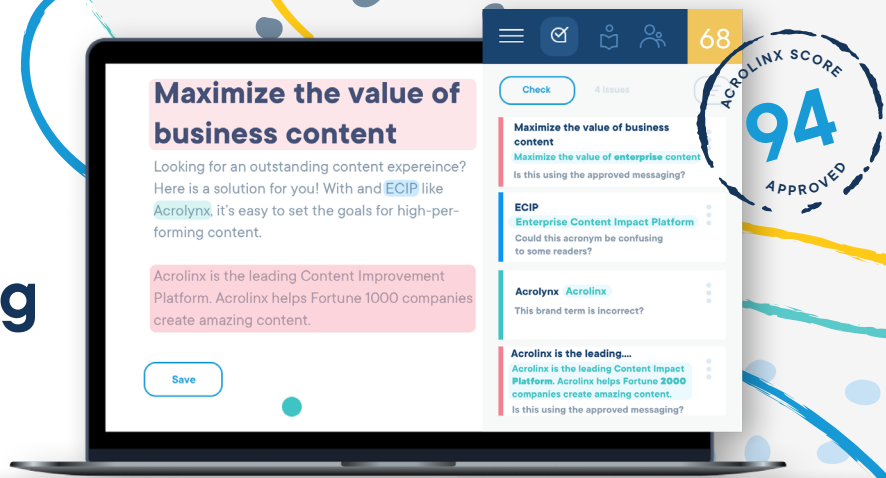 Maximize the value of
business content
Looking for an outstanding content expereince?
Here is a solution for you! With and ECIP like
Acrolynx, it's easy to set the goals for high-per-
forming content.
Acrolinx is the leading Content Improvement
Platform. Acrolinx helps Fortune 1000 companies
create amazing content.
Save
g
68
Check
4 Issues
Maximize the value of business
content
Maximize the value of enterprise content
Is this using the approved messaging?
ECIP
Enterprise Content Impact Platform
Could this acronym be confusing
to some readers?
Acrolynx Acrolinx
This brand term is incorrect?
Acrolinx is the leading....
Acrolinx is the leading Content Impact
Platform. Acrolinx helps Fortune 2000
companies create amazing content.
Is this using the approved messaging?
ACROLINX SCORE
94
APPROVED